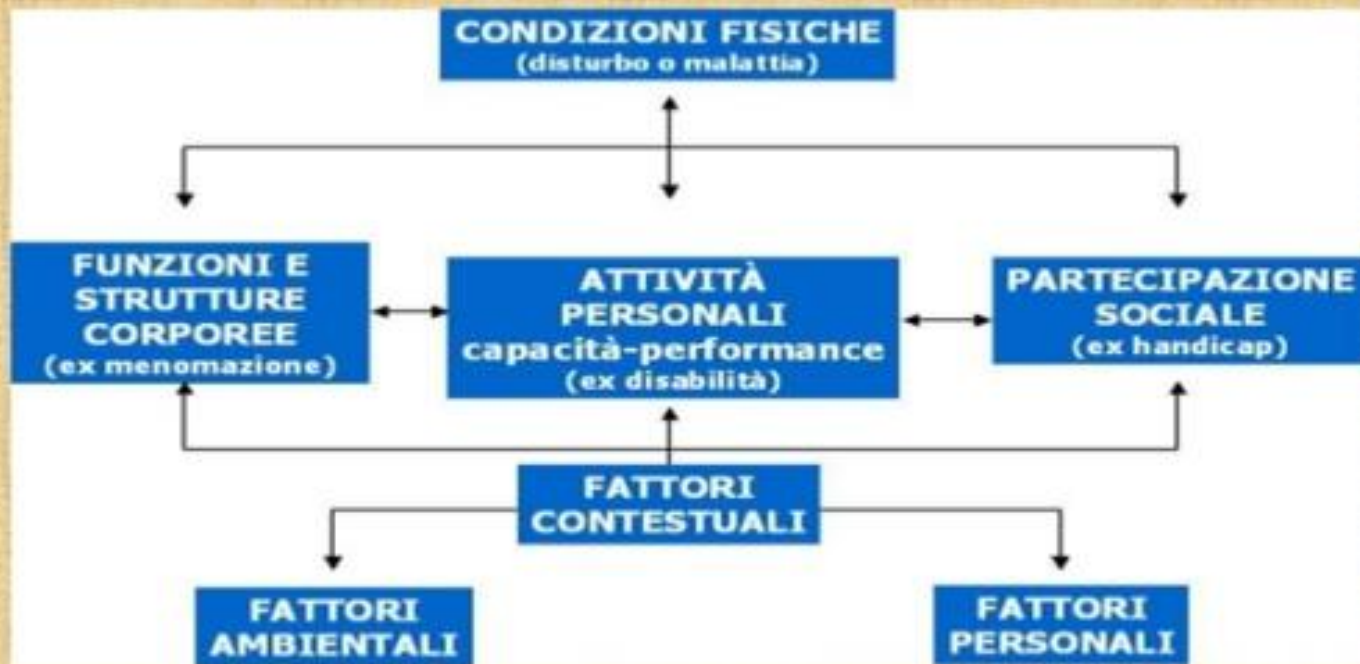 CONDIZIONI FISICHE
(disturbo o malattia)
FUNZIONI E
STRUTTURE
CORPOREE
(ex menomazione)
ATTIVITÀ
PERSONALI
capacità-performance
(ex disabilità)
PARTECIPAZIONE
SOCIALE
(ex handicap)
FATTORI
CONTESTUALI
FATTORI
AMBIENTALI
FATTORI
PERSONALI